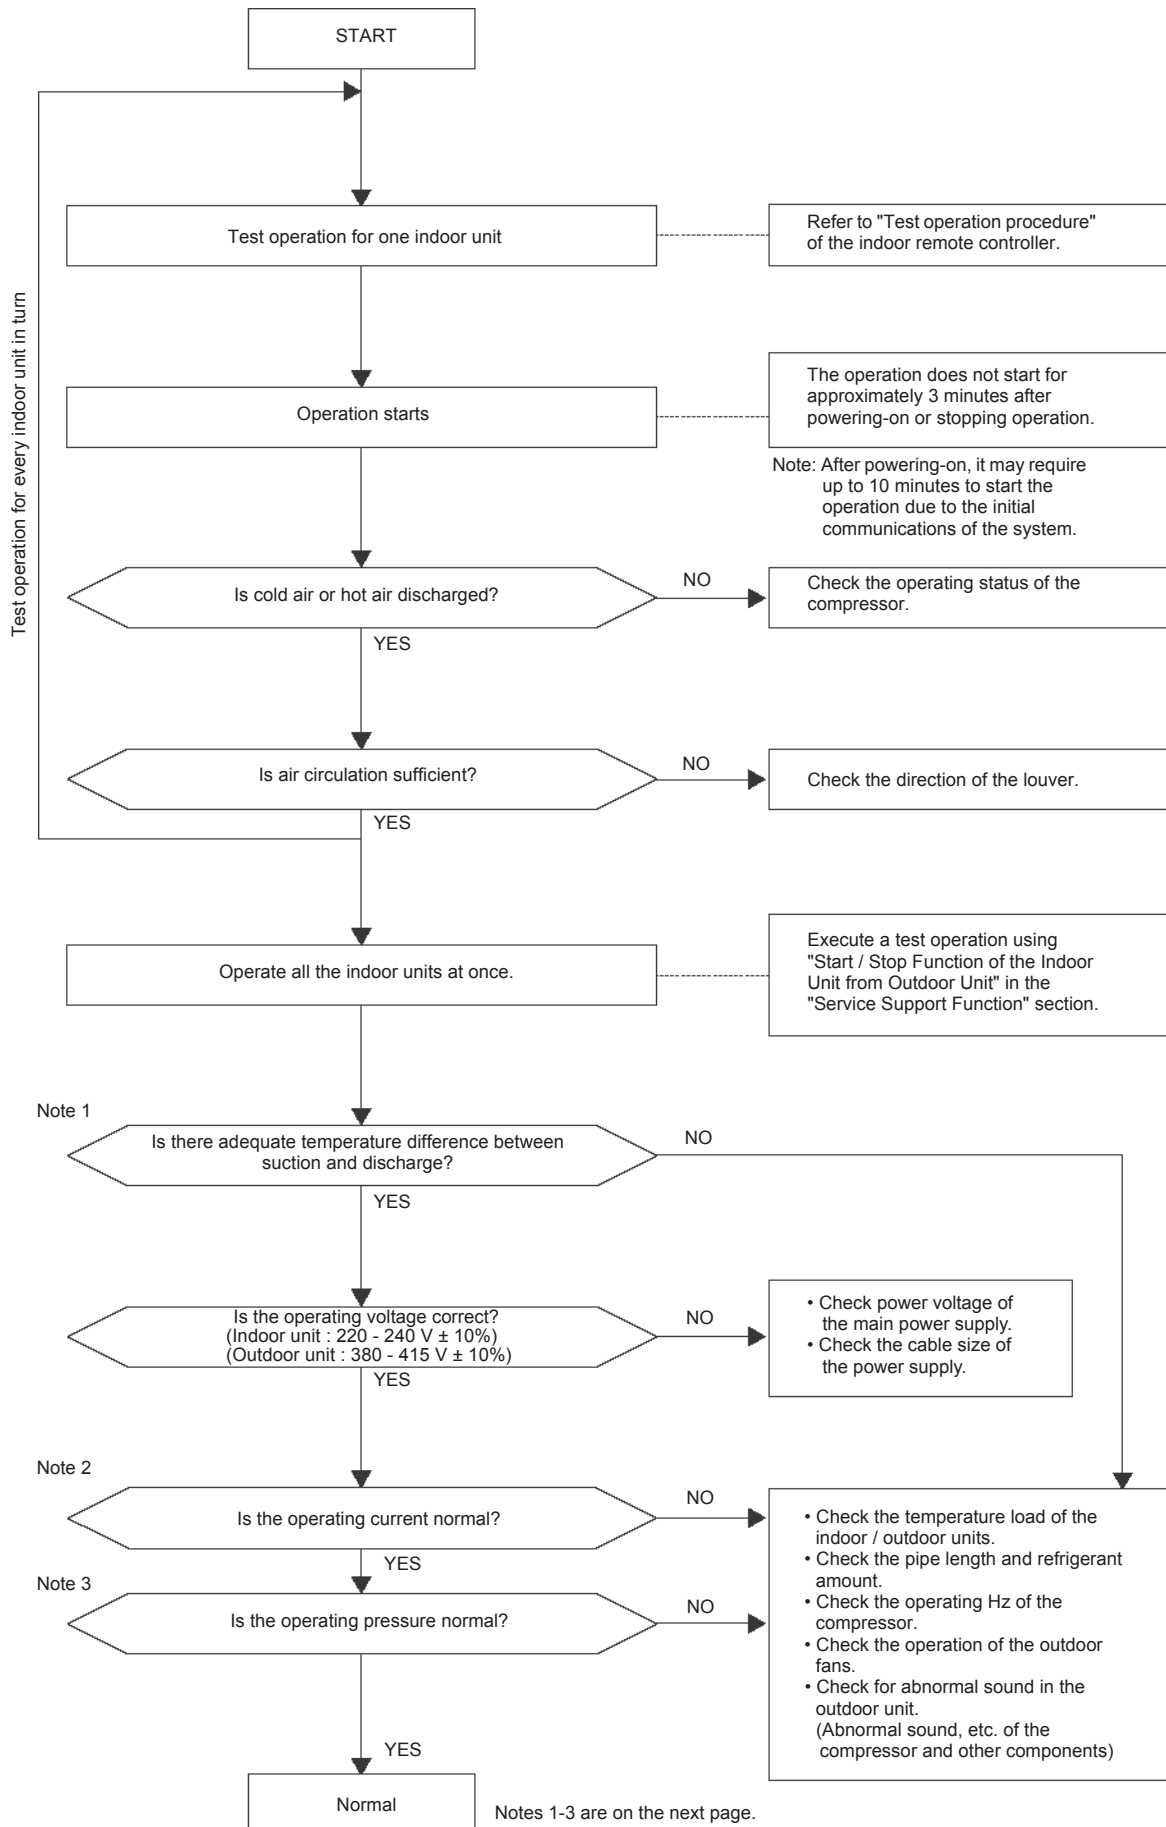 START
Test operation for every indoor unit in turn
Test operation for one indoor unit
Refer to "Test operation procedure"
of the indoor remote controller.
Operation starts
The operation does not start for
approximately 3 minutes after
powering-on or stopping operation.
Note: After powering-on, it may require
up to 10 minutes to start the
operation due to the initial
communications of the system.
Is cold air or hot air discharged?
NO
Check the operating status of the
compressor.
YES
Is air circulation sufficient?
NO
Check the direction of the louver.
YES
Operate all the indoor units at once.
Execute a test operation using
"Start / Stop Function of the Indoor
Unit from Outdoor Unit" in the
"Service Support Function" section.
Note 1
Is there adequate temperature difference between
suction and discharge?
NO
YES
Is the operating voltage correct?
(Indoor unit : 220 - 240 V ± 10%)
(Outdoor unit : 380 - 415 V ± 10%)
NO
• Check power voltage of
the main power supply.
• Check the cable size of
the power supply.
YES
Note 2
Is the operating current normal?
NO
YES
Note 3
Is the operating pressure normal?
NO
• Check the temperature load of the
indoor / outdoor units.
• Check the pipe length and refrigerant
amount.
• Check the operating Hz of the
compressor.
• Check the operation of the outdoor
fans.
• Check for abnormal sound in the
outdoor unit.
(Abnormal sound, etc. of the
compressor and other components)
YES
Normal
Notes 1-3 are on the next page.